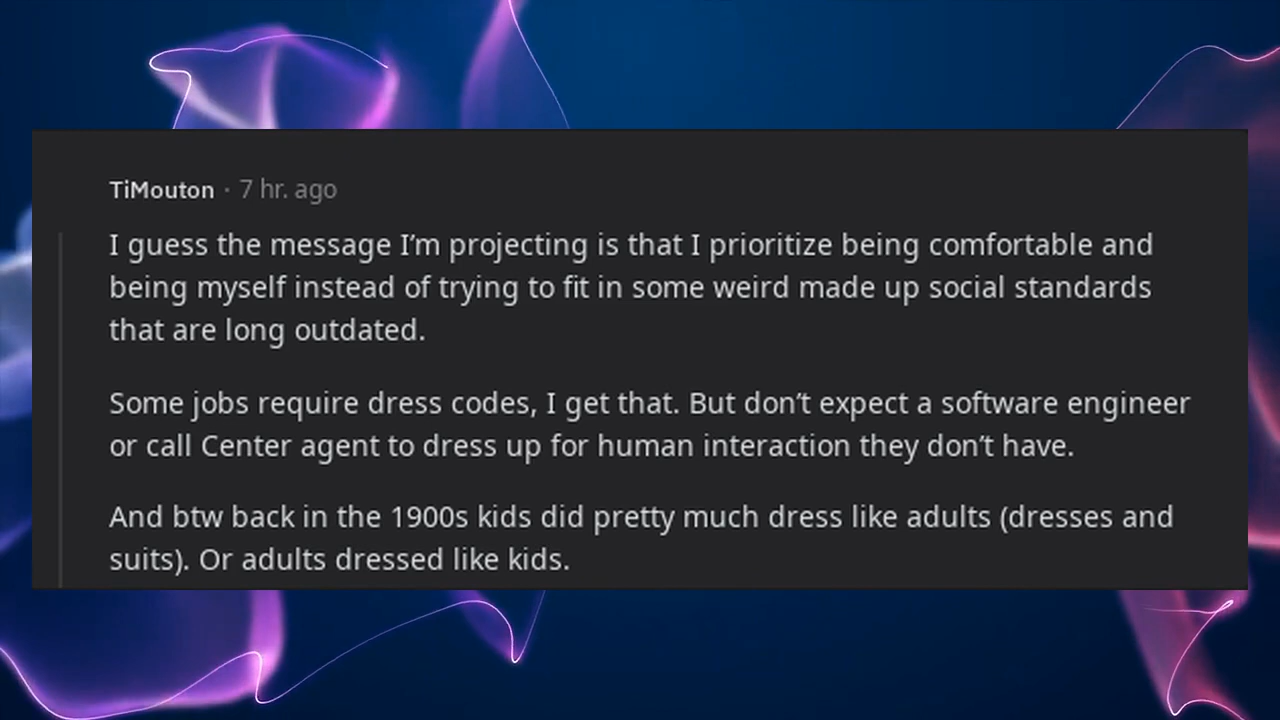 TiMouton · 7 hr. ago
I guess the message I’m projecting is that I prioritize being comfortable and
being myself instead of trying to fit in some weird made up social standards
that are long outdated.
Some jobs require dress codes, I get that. But don’t expect a software engineer
or call Center agent to dress up for human interaction they don’t have.
And btw back in the 1900s kids did pretty much dress like adults (dresses and
suits). Or adults dressed like kids.